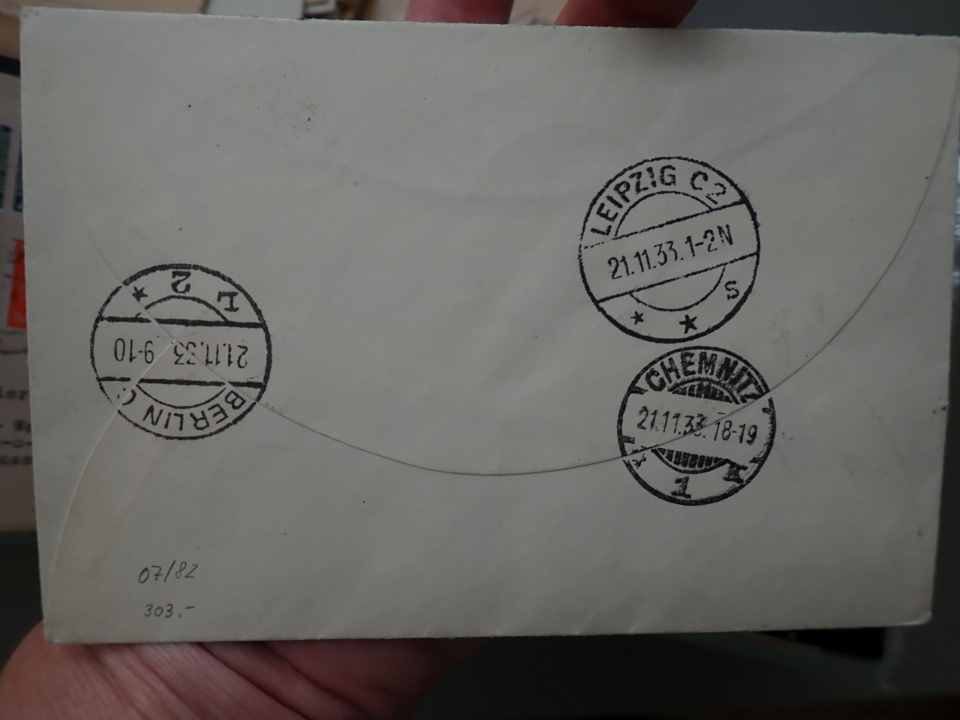 LEIPZIG C2
21.11.33.1-2N
* * S
BERLIN C
21.11.33. 9-10
* 2 L
CHEMNITZ
21.11.33.18-19
* 1 k
07/82
303.-